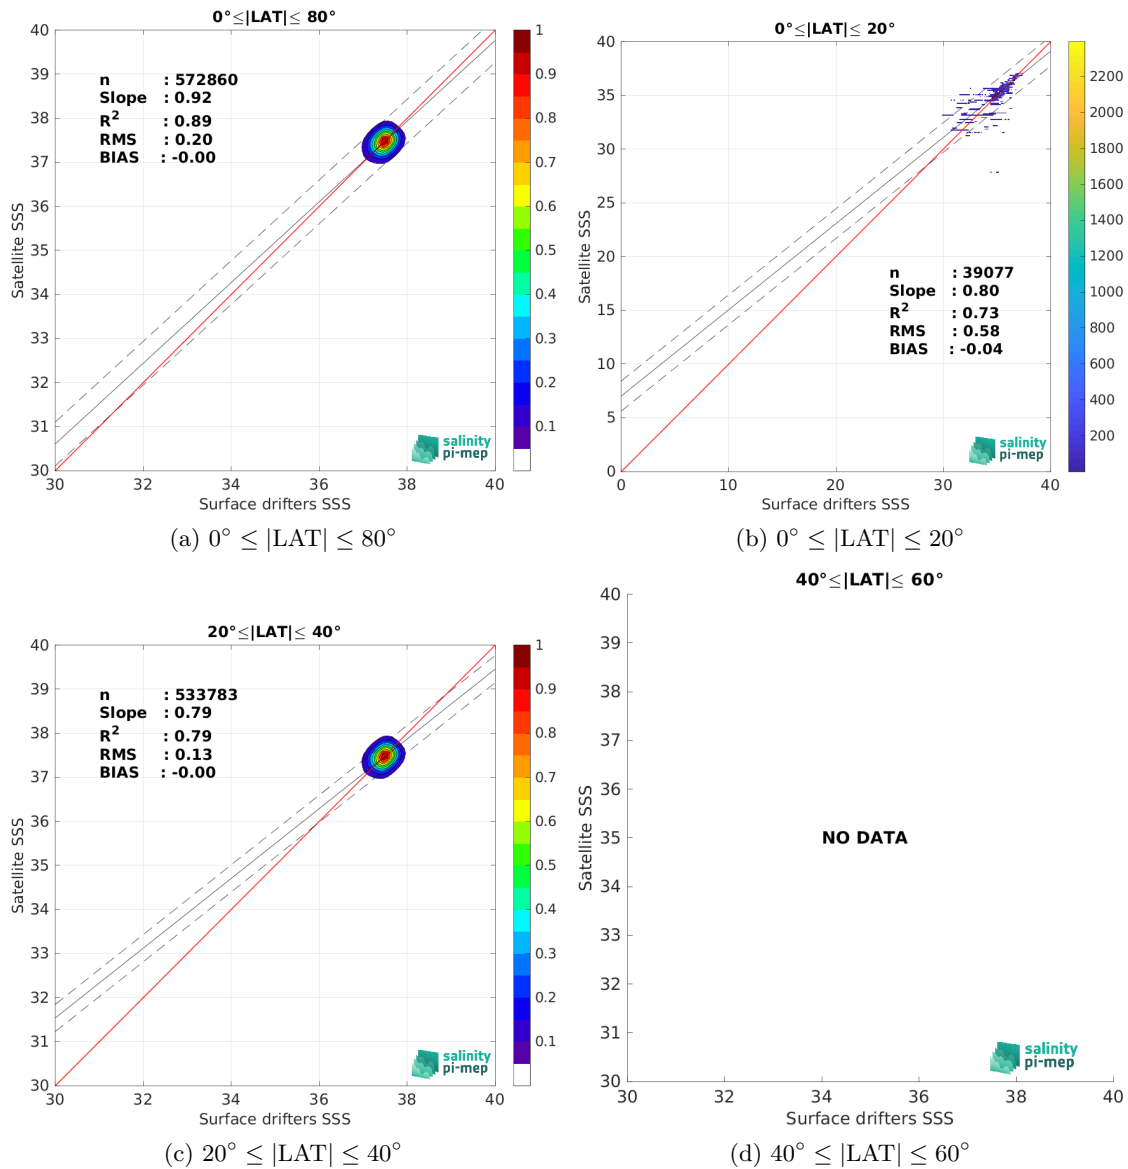 0°≤|LAT|≤ 80°
40
39
38
37
36
35
34
33
32
31
30
Satellite SSS
n : 572860
Slope : 0.92
R² : 0.89
RMS : 0.20
BIAS : -0.00
salinity
pi-mep
30 32 34 36 38 40
Surface drifters SSS
1
0.9
0.8
0.7
0.6
0.5
0.4
0.3
0.2
0.1
(a) 0° ≤ |LAT| ≤ 80°
0°≤|LAT|≤ 20°
40
35
30
25
20
15
10
5
0
Satellite SSS
n : 39077
Slope : 0.80
R² : 0.73
RMS : 0.58
BIAS : -0.04
salinity
pi-mep
0 10 20 30 40
Surface drifters SSS
2200
2000
1800
1600
1400
1200
1000
800
600
400
200
(b) 0° ≤ |LAT| ≤ 20°
20°≤|LAT|≤ 40°
40
39
38
37
36
35
34
33
32
31
30
Satellite SSS
n : 533783
Slope : 0.79
R² : 0.79
RMS : 0.13
BIAS : -0.00
salinity
pi-mep
30 32 34 36 38 40
Surface drifters SSS
1
0.9
0.8
0.7
0.6
0.5
0.4
0.3
0.2
0.1
(c) 20° ≤ |LAT| ≤ 40°
40°≤|LAT|≤ 60°
40
39
38
37
36
35
34
33
32
31
30
Satellite SSS
NO DATA
salinity
pi-mep
30 32 34 36 38 40
Surface drifters SSS
(d) 40° ≤ |LAT| ≤ 60°